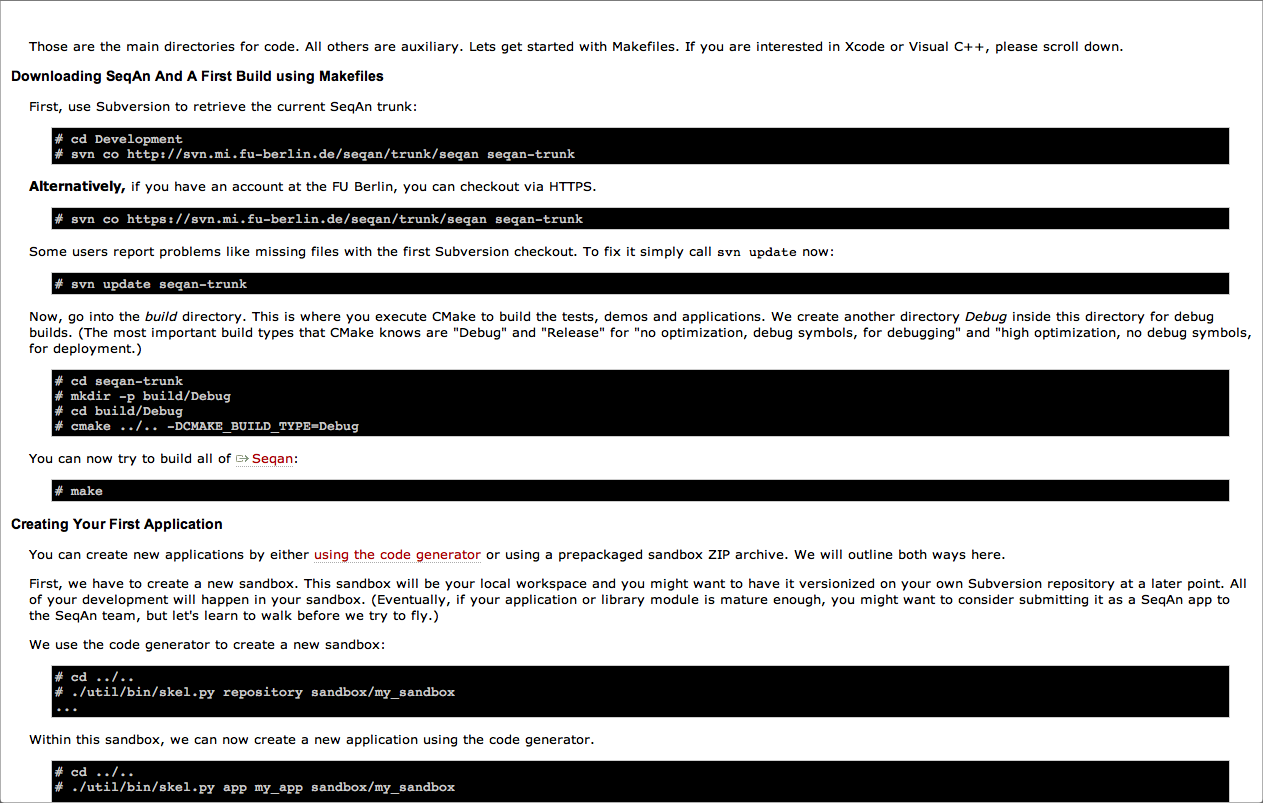 Those are the main directories for code. All others are auxiliary. Lets get started with Makefiles. If you are interested in Xcode or Visual C++, please scroll down.
Downloading SeqAn And A First Build using Makefiles
First, use Subversion to retrieve the current SeqAn trunk:
# cd Development
# svn co http://svn.mi.fu-berlin.de/seqan/trunk/seqan seqan-trunk
Alternatively, if you have an account at the FU Berlin, you can checkout via HTTPS.
# svn co https://svn.mi.fu-berlin.de/seqan/trunk/seqan seqan-trunk
Some users report problems like missing files with the first Subversion checkout. To fix it simply call svn update now:
# svn update seqan-trunk
Now, go into the build directory. This is where you execute CMake to build the tests, demos and applications. We create another directory Debug inside this directory for debug
builds. (The most important build types that CMake knows are "Debug" and "Release" for "no optimization, debug symbols, for debugging" and "high optimization, no debug symbols,
for deployment.)
# cd seqan-trunk
# mkdir -p build/Debug
# cd build/Debug
# cmake ../.. -DCMAKE_BUILD_TYPE=Debug
You can now try to build all of Seqan:
# make
Creating Your First Application
You can create new applications by either using the code generator or using a prepackaged sandbox ZIP archive. We will outline both ways here.
First, we have to create a new sandbox. This sandbox will be your local workspace and you might want to have it versionized on your own Subversion repository at a later point. All
of your development will happen in your sandbox. (Eventually, if your application or library module is mature enough, you might want to consider submitting it as a SeqAn app to
the SeqAn team, but let's learn to walk before we try to fly.)
We use the code generator to create a new sandbox:
# cd ../..
# ./util/bin/skel.py repository sandbox/my_sandbox
...
Within this sandbox, we can now create a new application using the code generator.
# cd ../..
# ./util/bin/skel.py app my_app sandbox/my_sandbox